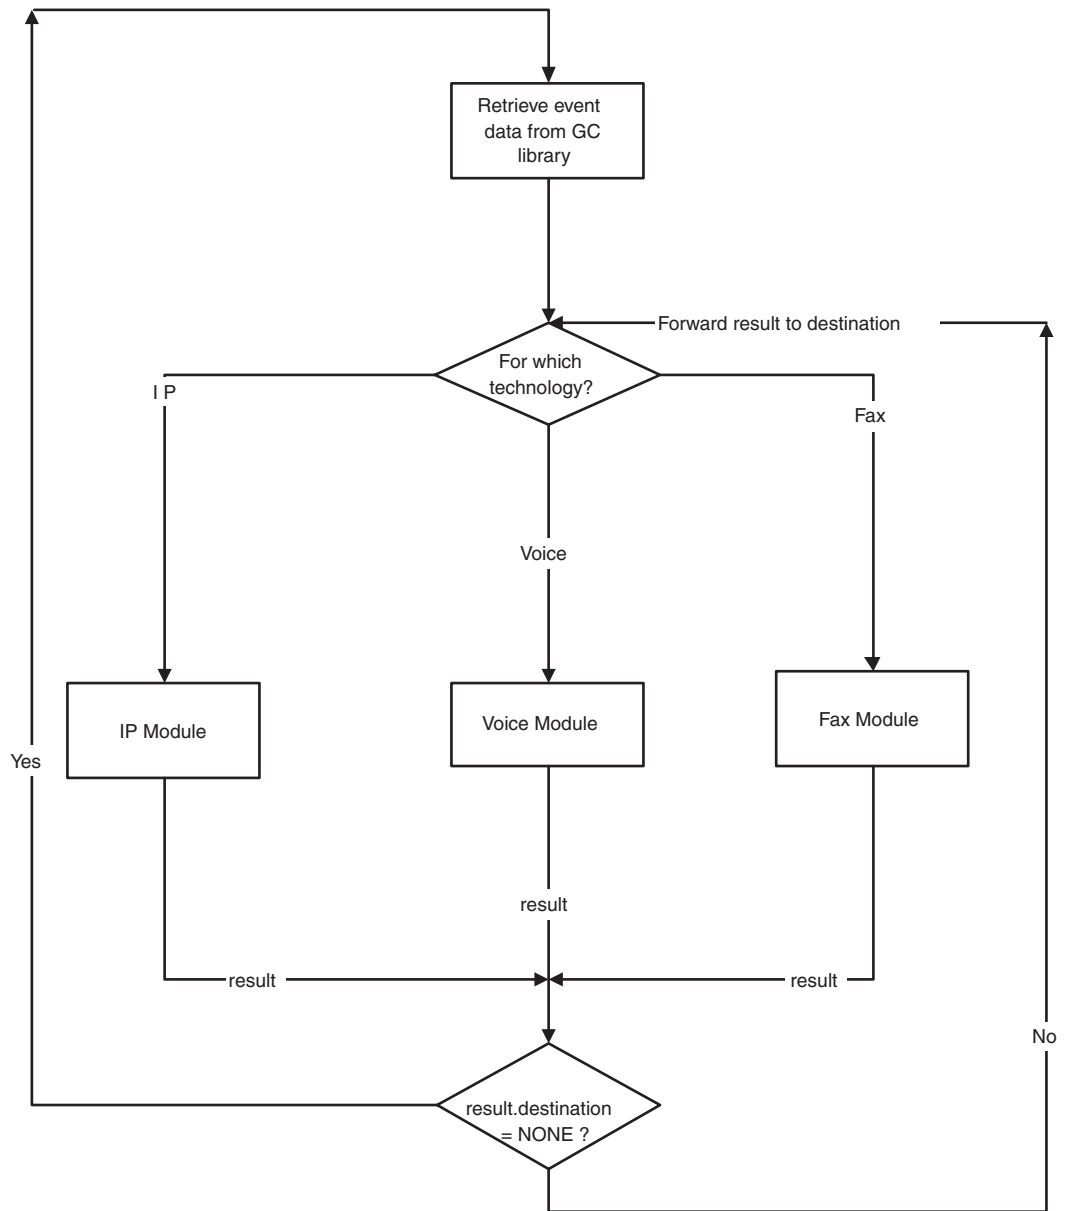 Retrieve event
data from GC
library
Forward result to destination
For which
technology?
I P
Fax
Voice
IP Module
Voice Module
Fax Module
Yes
result
result
result
No
result.destination
= NONE ?